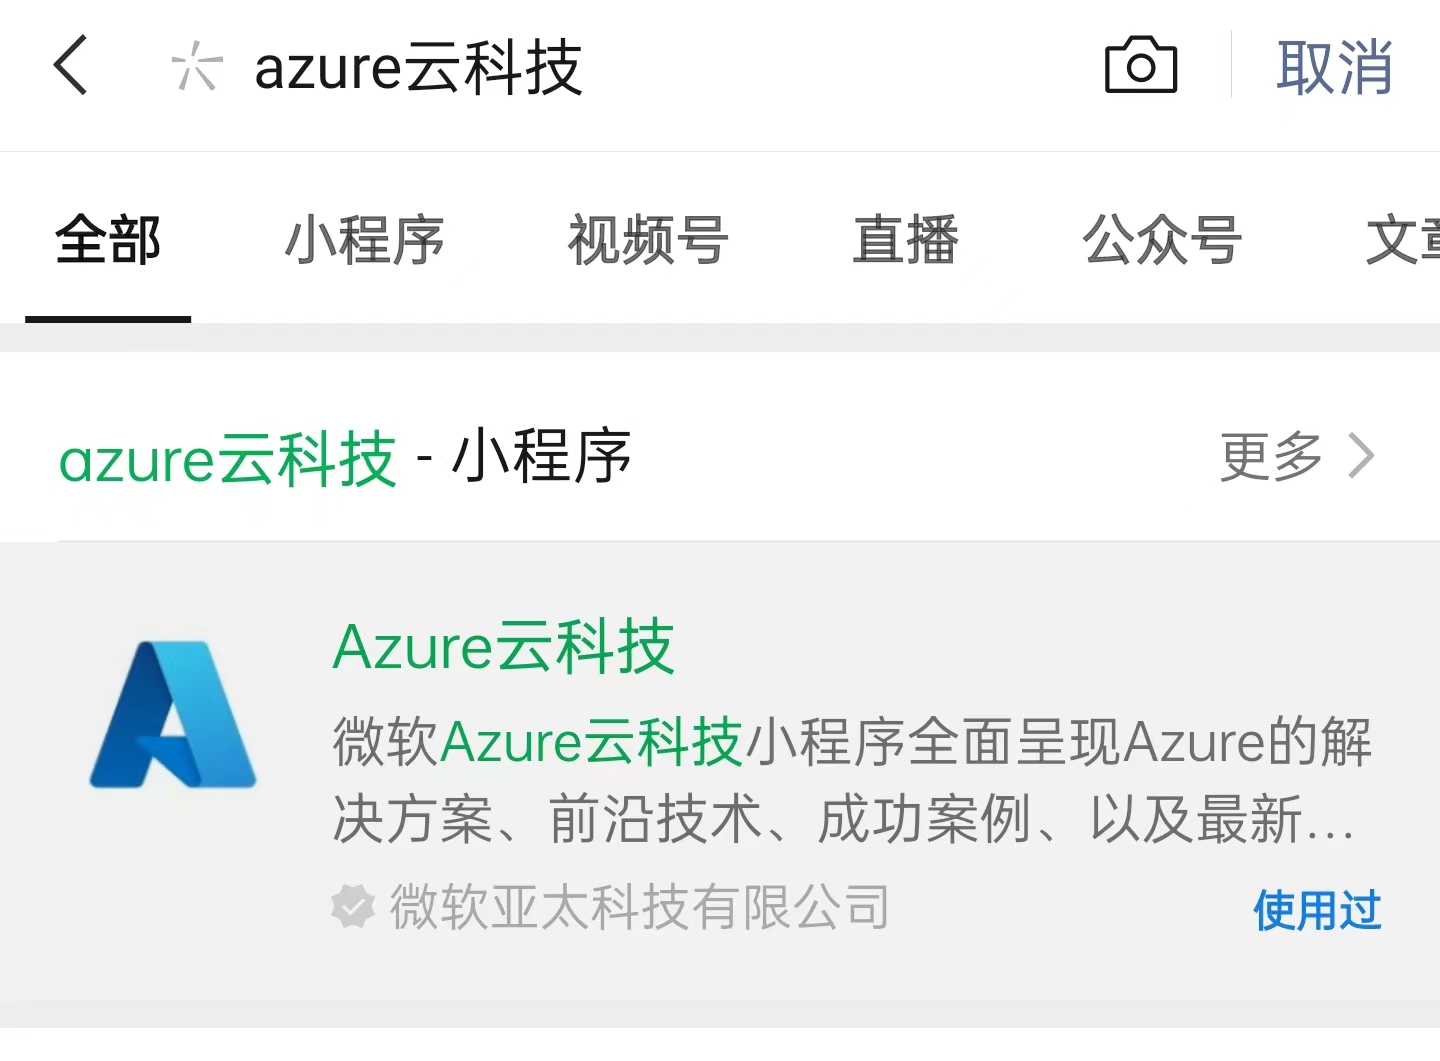 azure云科技 取消
全部 小程序 视频号 直播 公众号 文章
azure云科技 - 小程序 更多
Azure云科技
微软Azure云科技小程序全面呈现Azure的解
决方案、前沿技术、成功案例、以及最新...
微软亚太科技有限公司 使用过